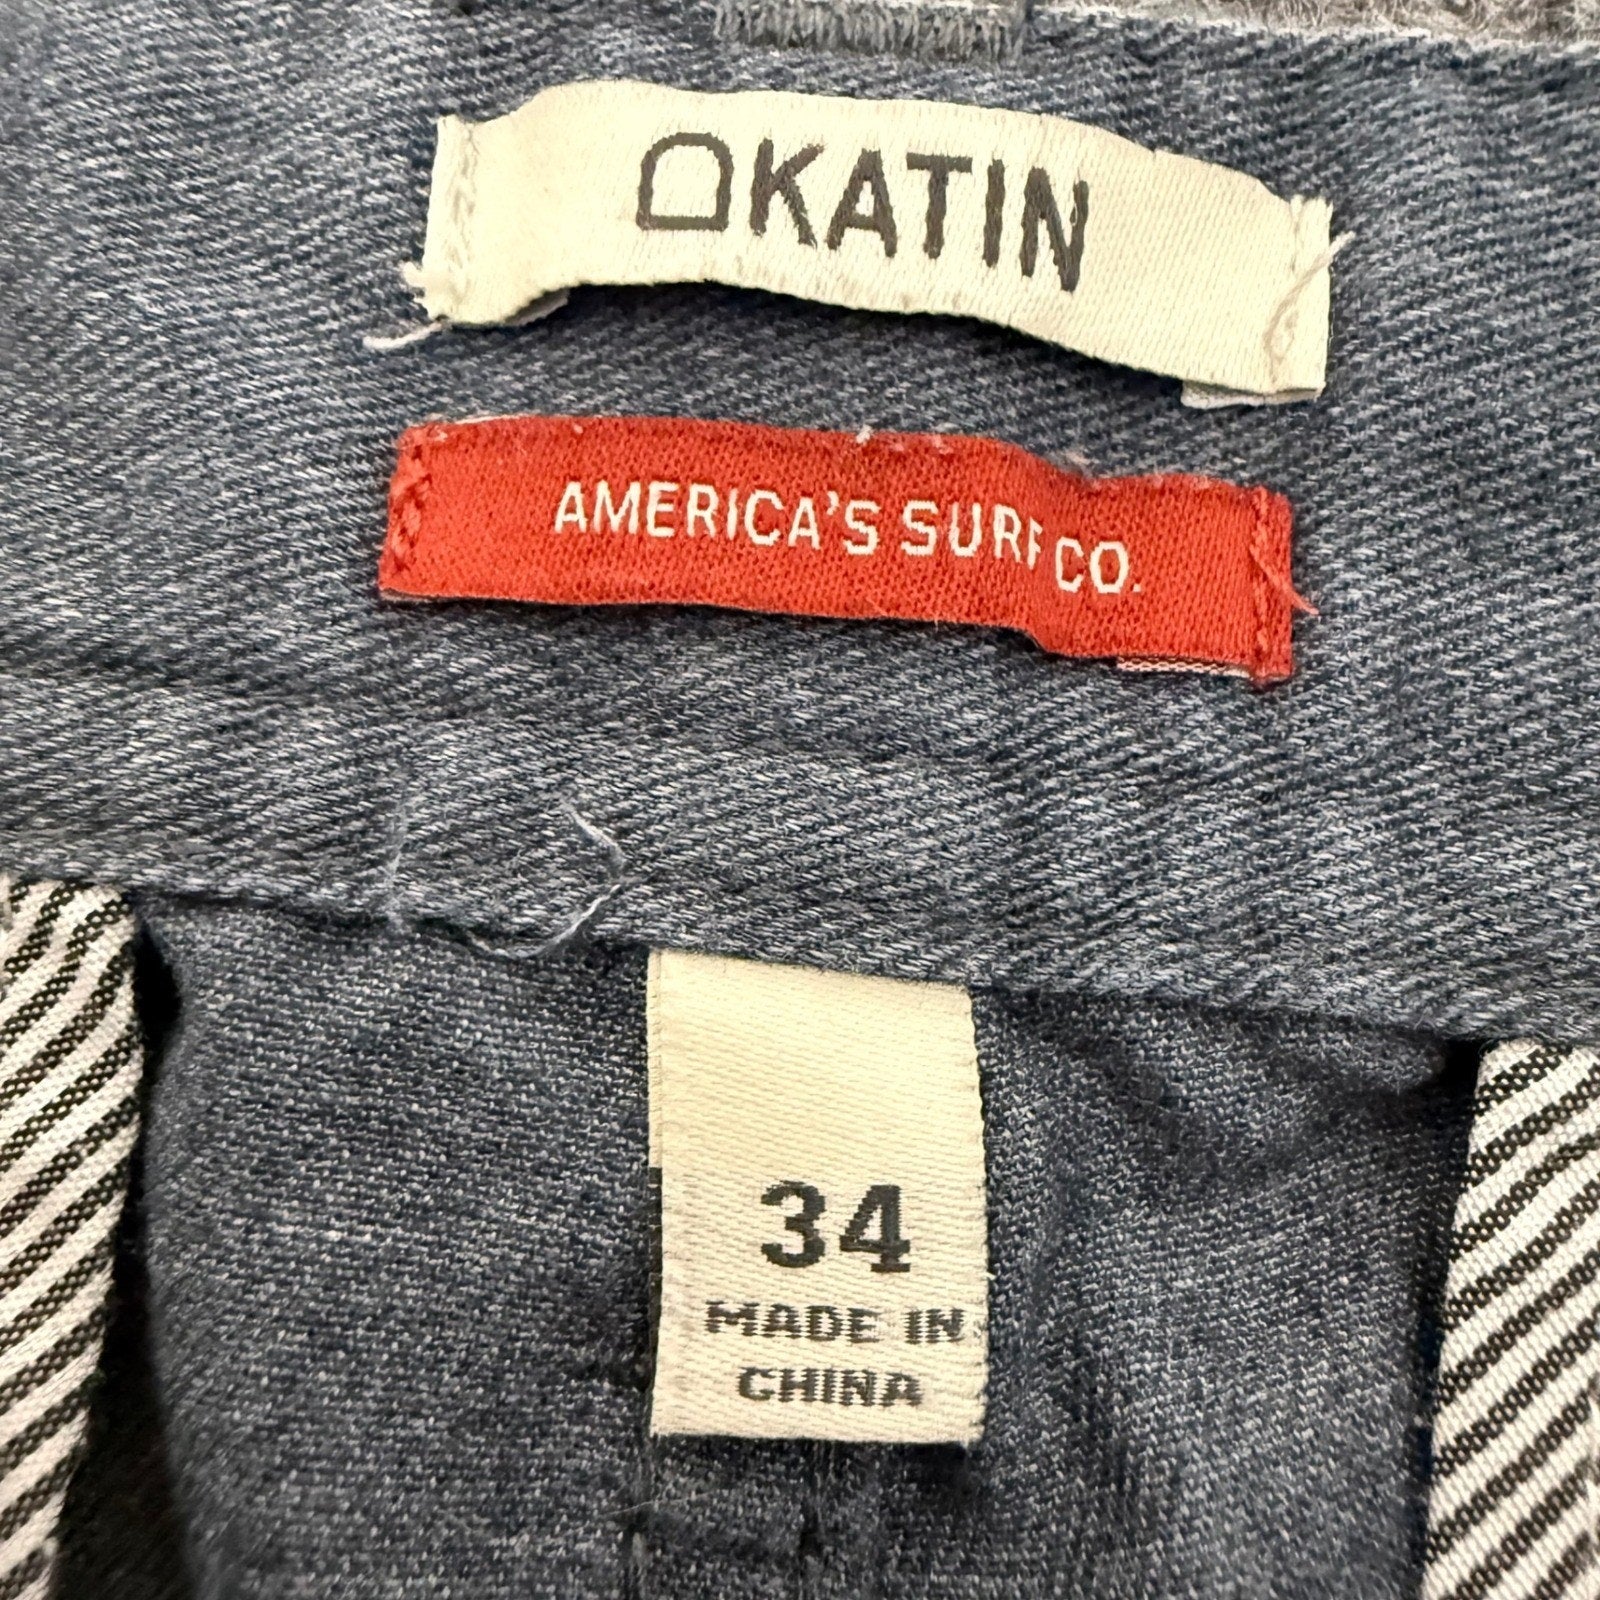 KATIN
AMERICA'S SURF CO.
34
MADE IN
CHINA